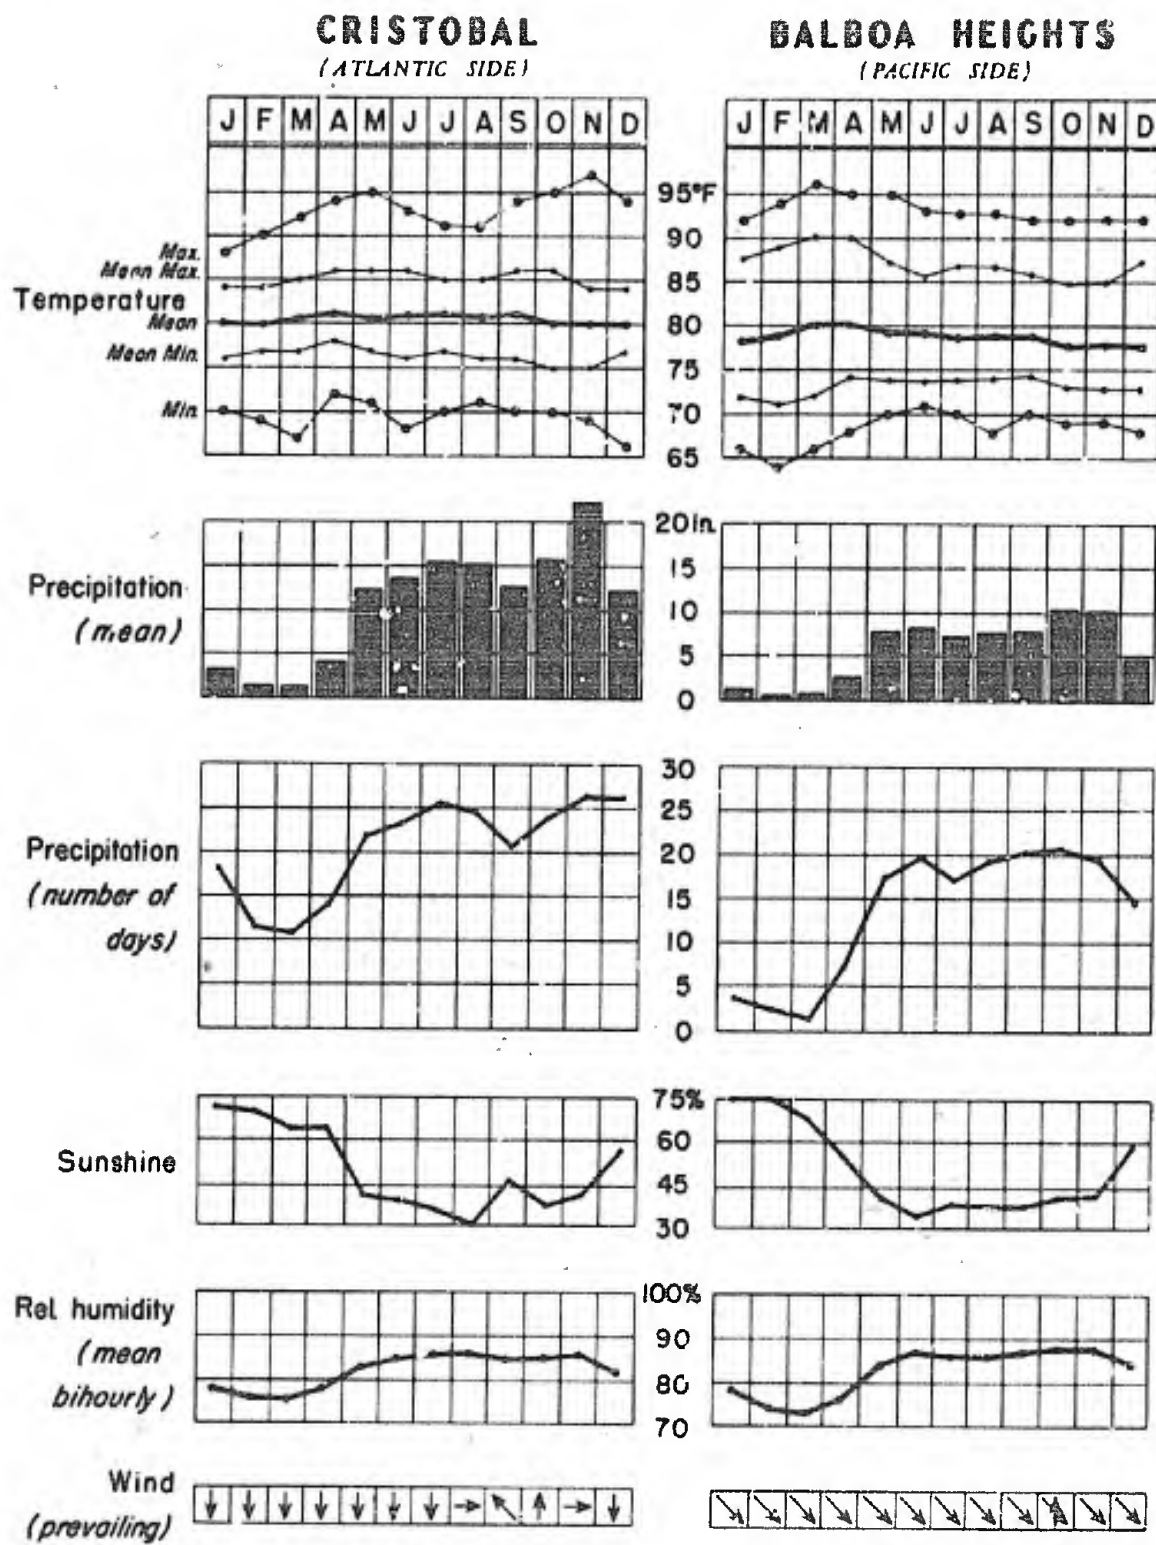 CRISTOBAL
(ATLANTIC SIDE)
BALBOA HEIGHTS
(PACIFIC SIDE)
J F M A M J J A S O N D
J F M A M J J A S O N D
Temperature
Max.
Mean Max.
Mean
Mean Min.
Min.
95°F
90
85
80
75
70
65
Precipitation
(mean)
20 in.
15
10
5
0
Precipitation
(number of
days)
30
25
20
15
10
5
0
Sunshine
75%
60
45
30
Rel. humidity
(mean
bihourly)
100%
90
80
70
Wind
(prevailing)